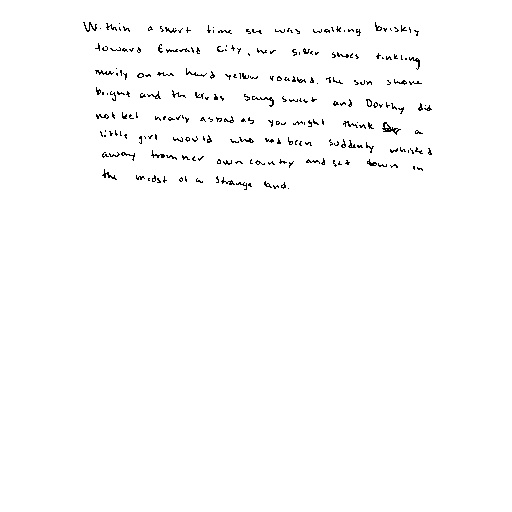 Within a short time she was walking briskly
toward Emerald City, her Silver shoes tinkling
merily on the hard yellow roadbed. The sun shone
bright and the birds sang sweet and Dorthy did
not feel nearly as bad as you might think a
little girl would who had been suddenly whisked
away from her own country and set down in
the midst of a strange land.